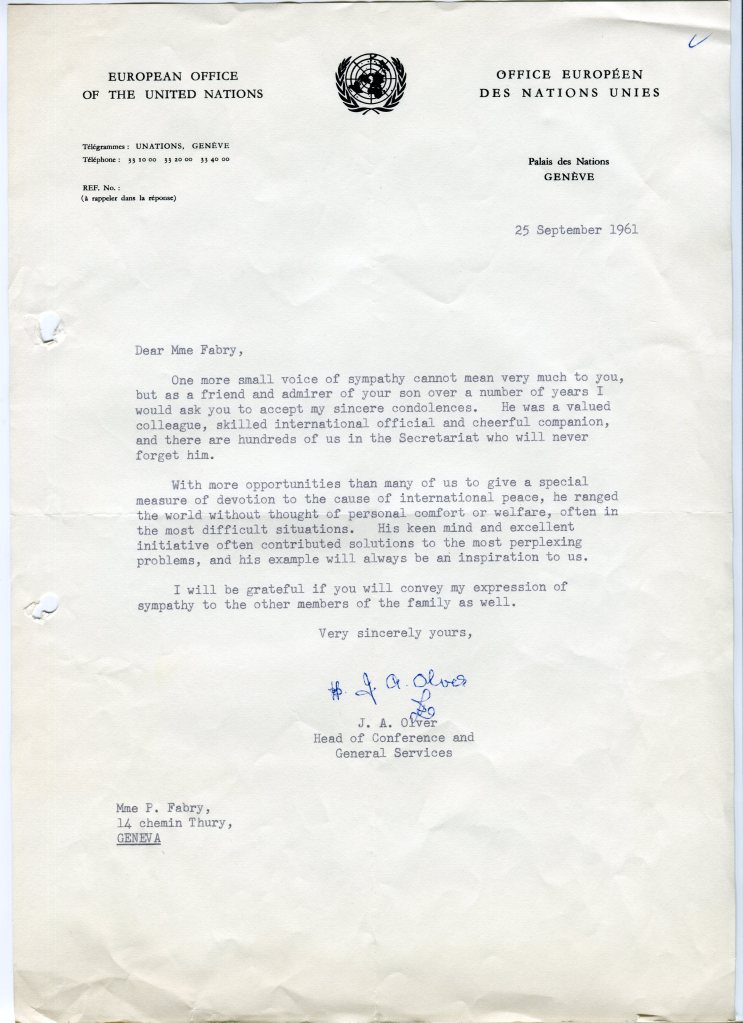 EUROPEAN OFFICE
OF THE UNITED NATIONS
OFFICE EUROPÉEN
DES NATIONS UNIES
Télégrammes : UNATIONS, GENÈVE
Téléphone : 33 10 00 33 20 00 33 40 00
REF. No. :
(à rappeler dans la réponse)
Palais des Nations
GENÈVE
25 September 1961
Dear Mme Fabry,
One more small voice of sympathy cannot mean very much to you,
but as a friend and admirer of your son over a number of years I
would ask you to accept my sincere condolences. He was a valued
colleague, skilled international official and cheerful companion,
and there are hundreds of us in the Secretariat who will never
forget him.
With more opportunities than many of us to give a special
measure of devotion to the cause of international peace, he ranged
the world without thought of personal comfort or welfare, often in
the most difficult situations. His keen mind and excellent
initiative often contributed solutions to the most perplexing
problems, and his example will always be an inspiration to us.
I will be grateful if you will convey my expression of
sympathy to the other members of the family as well.
Very sincerely yours,
J. A. Olver
J. A. Olver
Head of Conference and
General Services
Mme P. Fabry,
14 chemin Thury,
GENEVA